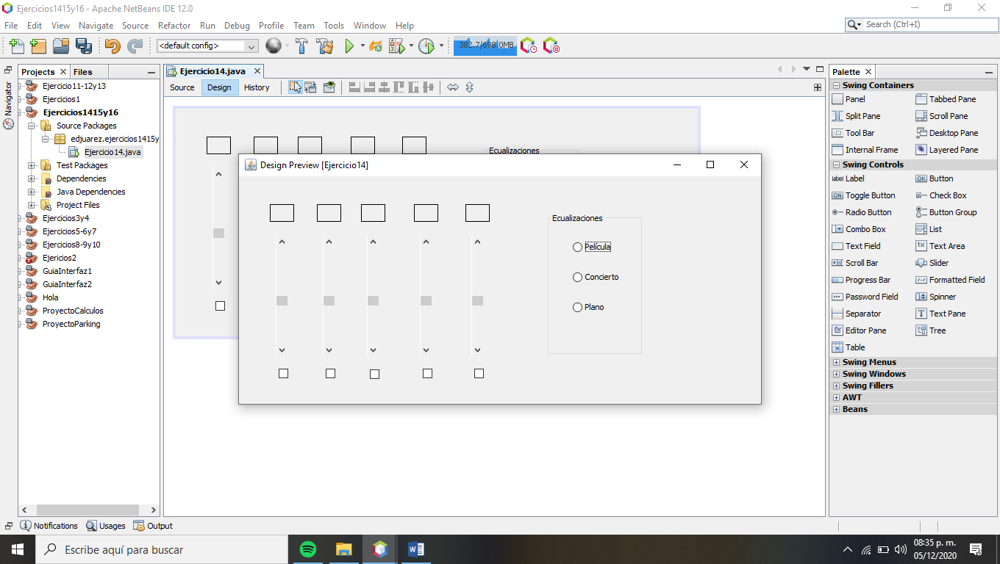 Ejercicios1415y16 - Apache NetBeans IDE 12.0
File Edit View Navigate Source Refactor Run Debug Profile Team Tools Window Help
Search (Ctrl+I)
<default config>
382.7/698.0MB
Projects Files
Navigator
Ejercicio11-12y13
Ejercicios1
Ejercicios1415y16
Source Packages
edjuarez.ejercicios1415y
Ejercicio14.java
Test Packages
Dependencies
Java Dependencies
Project Files
Ejercicios3y4
Ejercicios5-6y7
Ejercicios8-9y10
Ejericios2
GuiaInterfaz1
GuiaInterfaz2
Hola
ProyectoCalculos
ProyectoParking
Ejercicio14.java
Source Design History
Ecualizaciones
Design Preview [Ejercicio14]
Ecualizaciones
Película
Concierto
Plano
Palette
Swing Containers
Panel Tabbed Pane
Split Pane Scroll Pane
Tool Bar Desktop Pane
Internal Frame Layered Pane
Swing Controls
label Label OK Button
ON Toggle Button Check Box
Radio Button Button Group
Combo Box List
Text Field tx Text Area
Scroll Bar Slider
Progress Bar Formatted Field
Password Field Spinner
Separator T Text Pane
Editor Pane Tree
Table
Swing Menus
Swing Windows
Swing Fillers
AWT
Beans
Notifications Usages Output
Escribe aquí para buscar
08:35 p. m.
05/12/2020